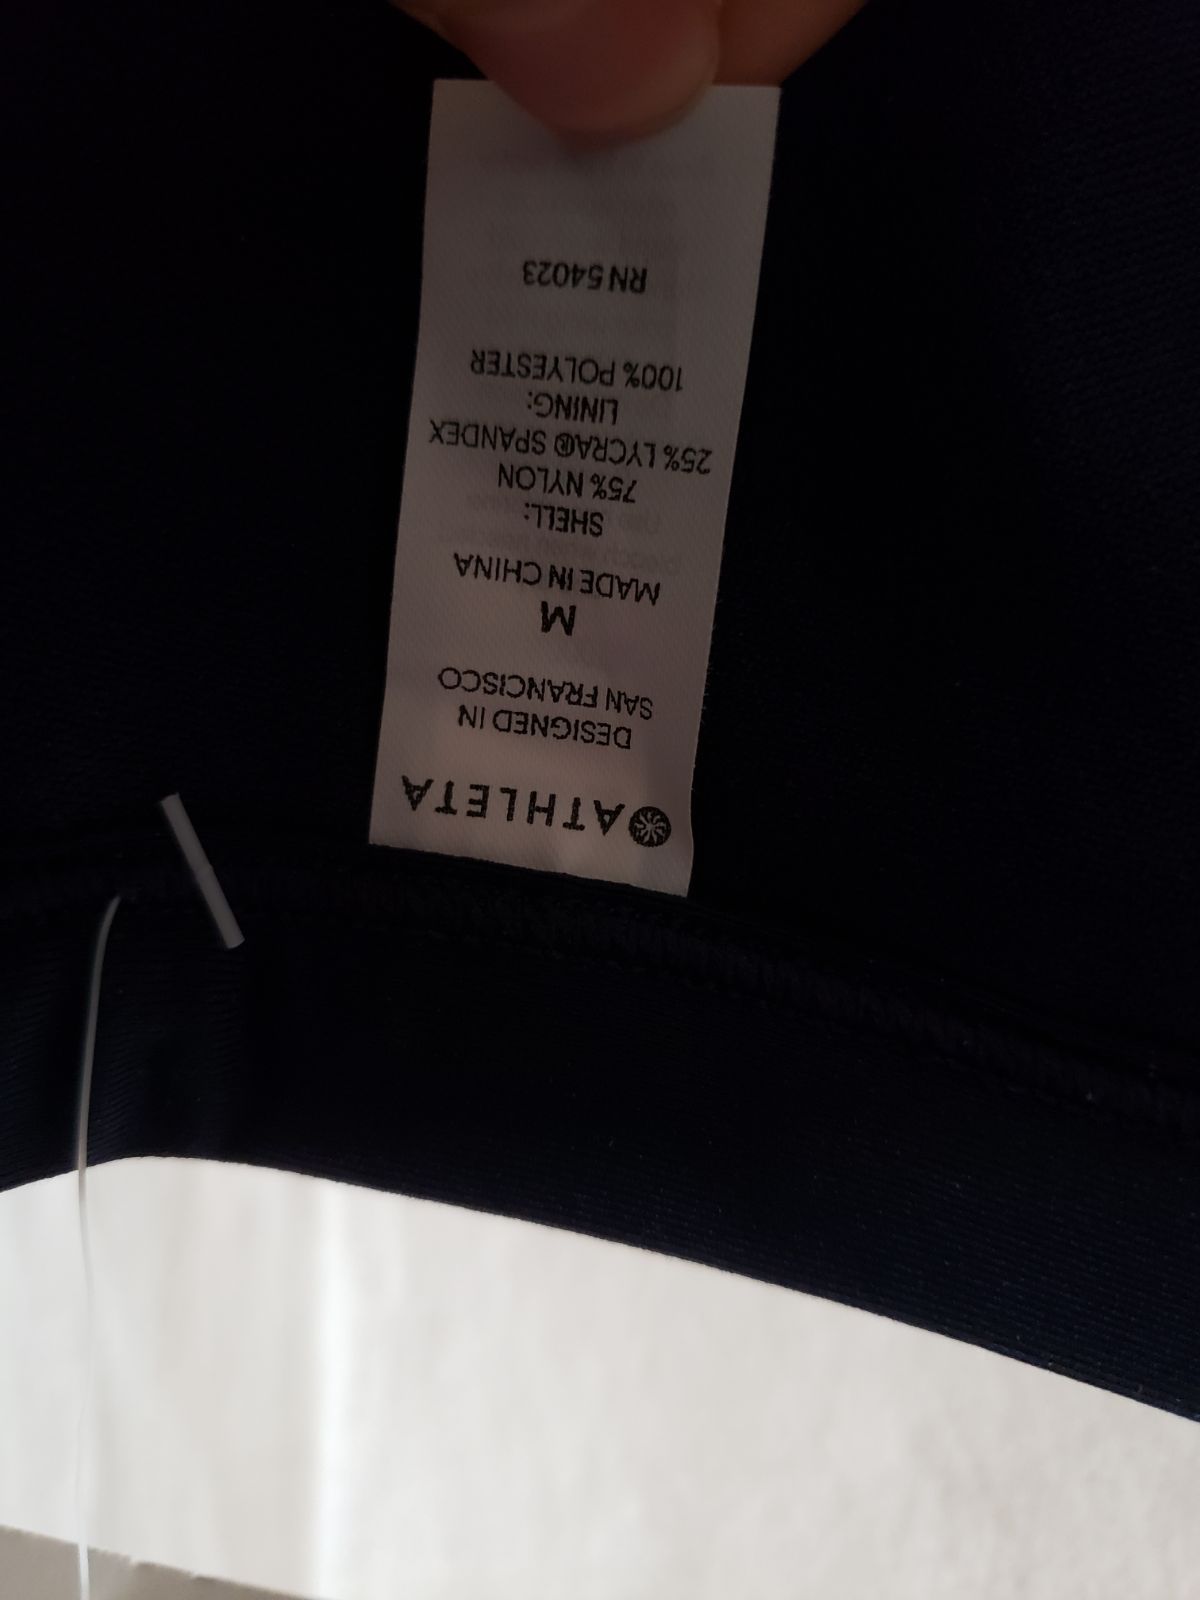 ATHLETA
DESIGNED IN
SAN FRANCISCO
M
MADE IN CHINA
SHELL:
75% NYLON
25% LYCRA® SPANDEX
LINING:
100% POLYESTER
RN 54023